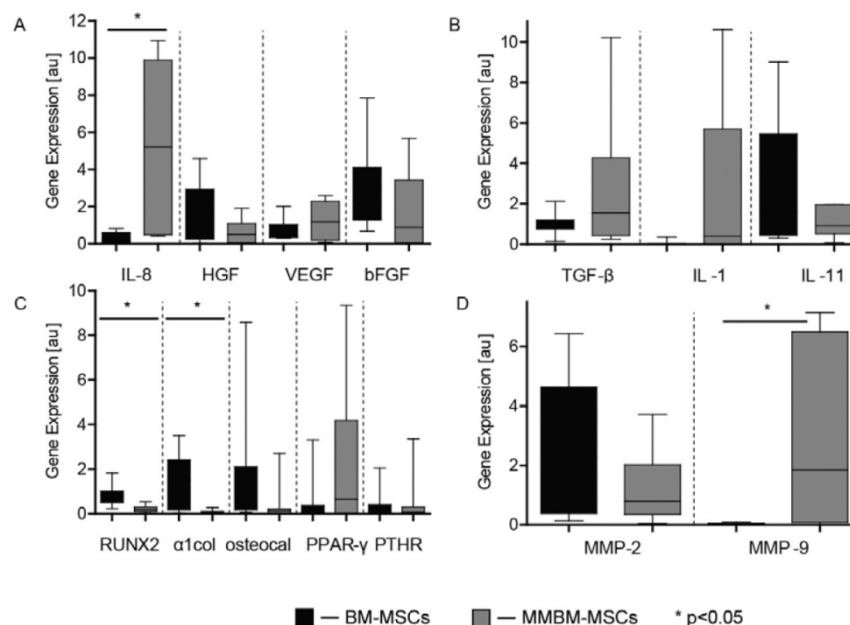 A
Gene Expression [au]
12
10
8
6
4
2
0
*
IL-8 HGF VEGF bFGF
B
Gene Expression [au]
10
8
6
4
2
0
TGF-β IL-1 IL-11
C
Gene Expression [au]
10
8
6
4
2
0
* *
RUNX2 α1col osteocal PPAR-γ PTHR
D
Gene Expression [au]
6
4
2
0
*
MMP-2 MMP-9
BM-MSCs MMBM-MSCs * p<0.05